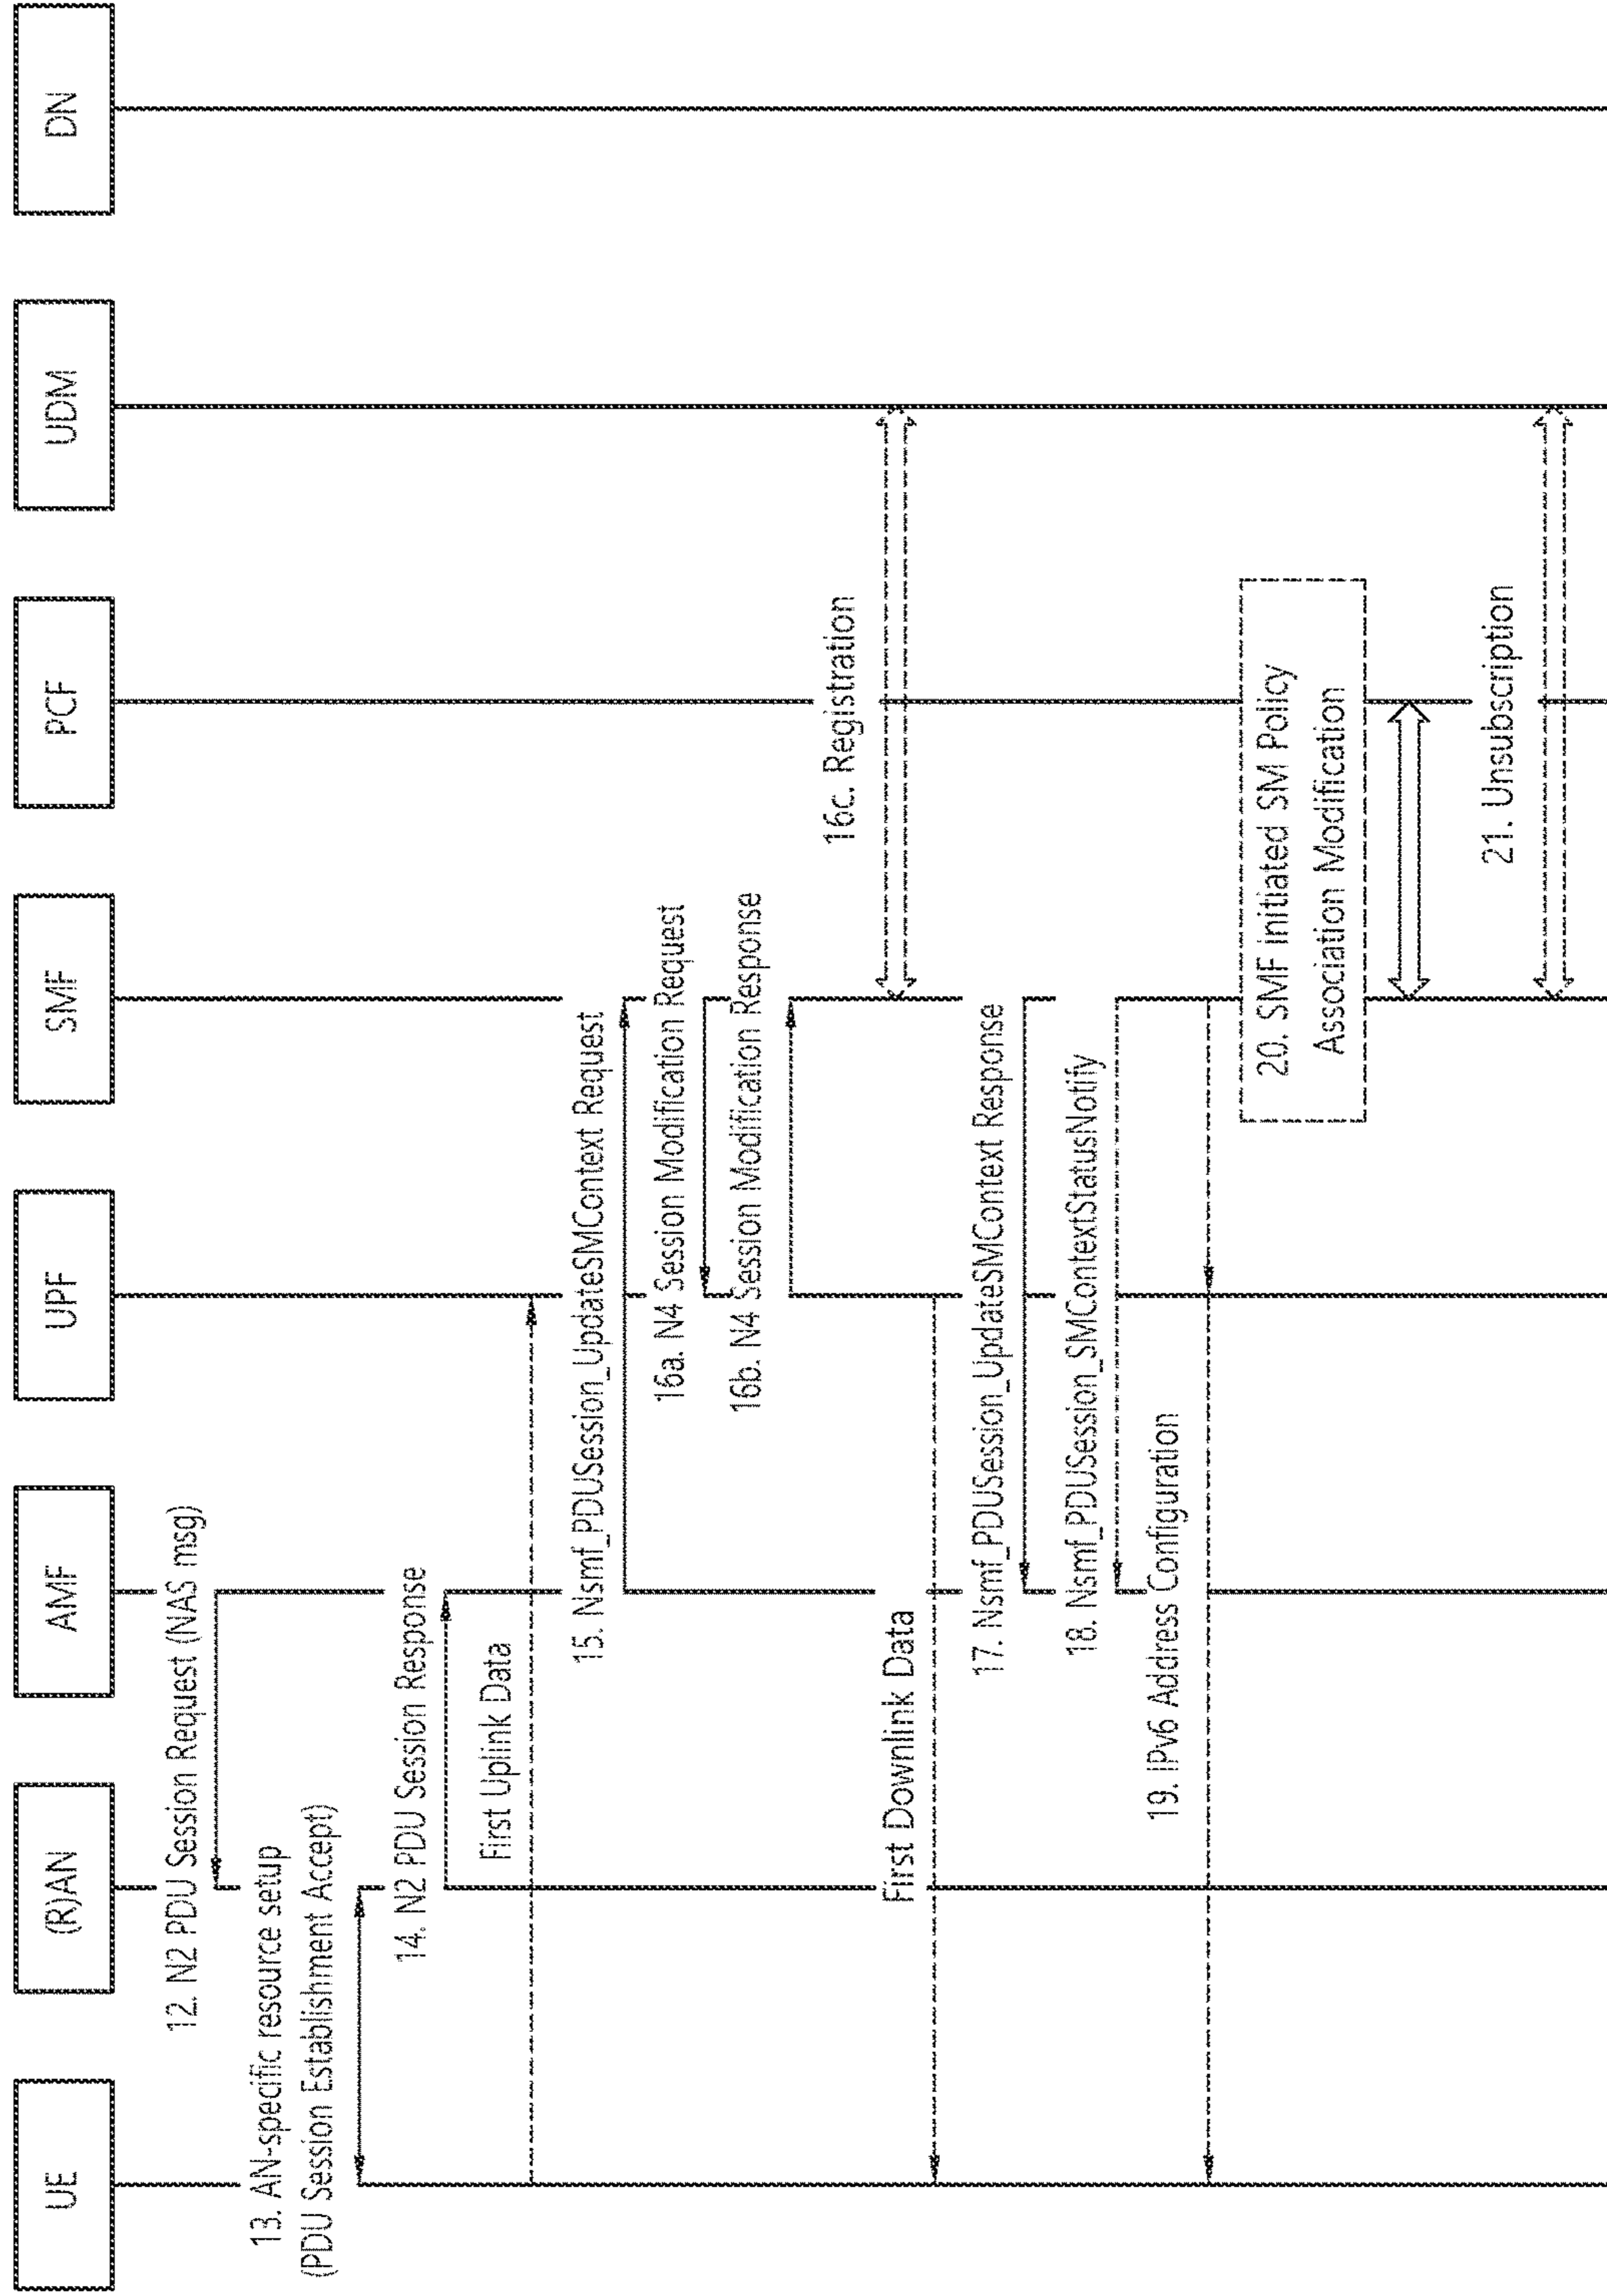 UE
(R)AN
AMF
UPF
SMF
PCF
UDM
DN
12. N2 PDU Session Request (NAS msg)
13. AN-specific resource setup
(PDU Session Establishment Accept)
14. N2 PDU Session Response
First Uplink Data
15. Nsmf_PDUSession_UpdateSMContext Request
16a. N4 Session Modification Request
16b. N4 Session Modification Response
16c. Registration
First Downlink Data
17. Nsmf_PDUSession_UpdateSMContext Response
18. Nsmf_PDUSession_SMContextStatusNotify
19. IPv6 Address Configuration
20. SMF Initiated SM Policy
Association Modification
21. Unsubscription